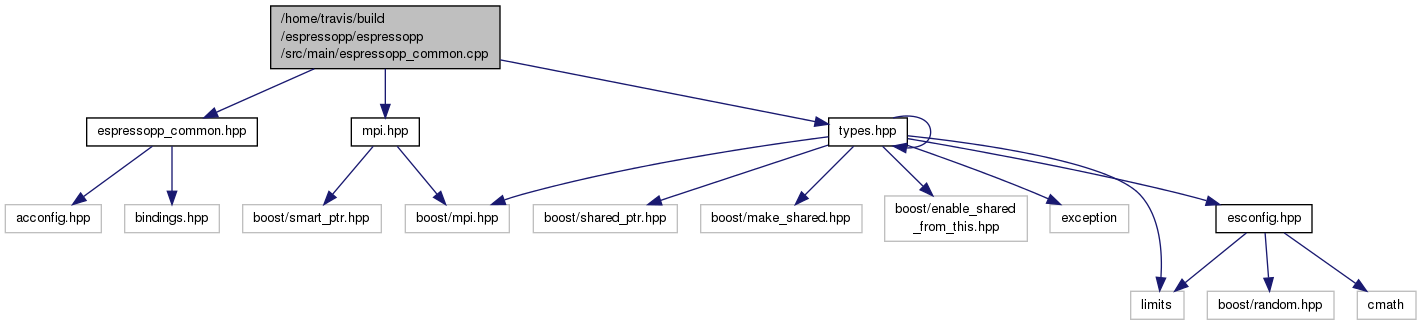 /home/travis/build
/espressopp/espressopp
/src/main/espressopp_common.cpp
espressopp_common.hpp
mpi.hpp
types.hpp
acconfig.hpp
bindings.hpp
boost/smart_ptr.hpp
boost/mpi.hpp
boost/shared_ptr.hpp
boost/make_shared.hpp
boost/enable_shared
_from_this.hpp
exception
esconfig.hpp
limits
boost/random.hpp
cmath